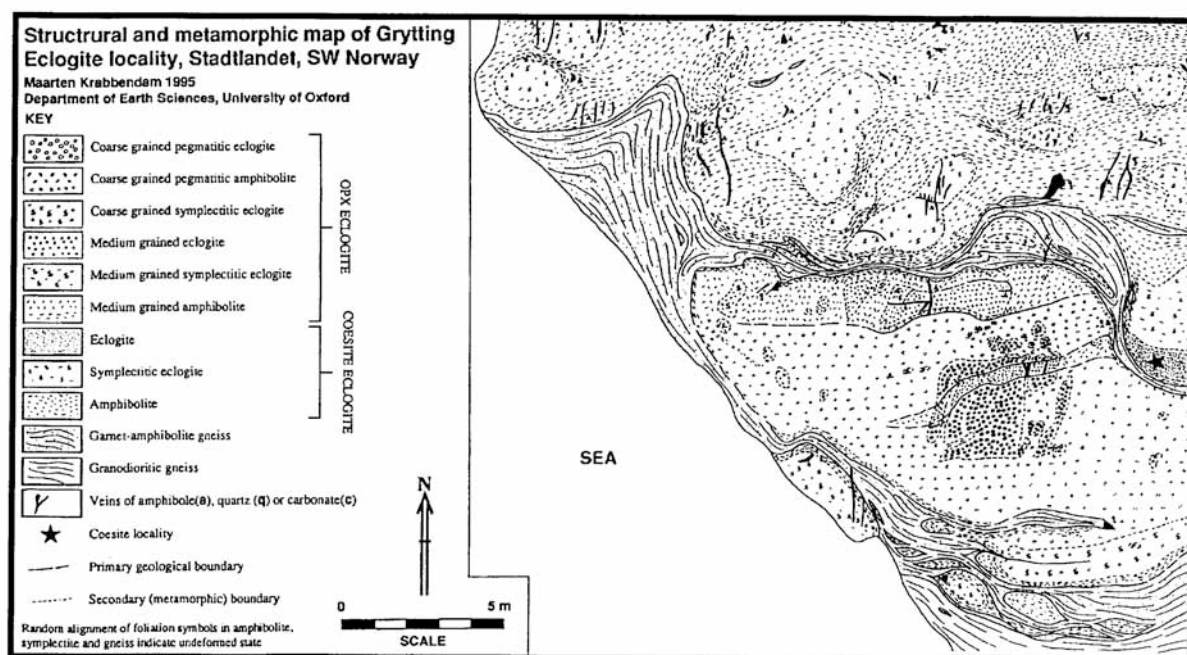 Structrural and metamorphic map of Grytting
Eclogite locality, Stadtlandet, SW Norway
Maarten Krabbendam 1995
Department of Earth Sciences, University of Oxford
KEY
Coarse grained pegmatitic eclogite
Coarse grained pegmatitic amphibolite
Coarse grained symplectitic eclogite
Medium grained eclogite
Medium grained symplectitic eclogite
Medium grained amphibolite
OPX ECLOGITE
Eclogite
Symplectitic eclogite
Amphibolite
COESITE ECLOGITE
Garnet-amphibolite gneiss
Granodioritic gneiss
Veins of amphibole(a), quartz (q) or carbonate(c)
Coesite locality
Primary geological boundary
Secondary (metamorphic) boundary
Random alignment of foliation symbols in amphibolite,
symplectite and gneiss indicate undeformed state
N
0 5 m
SCALE
SEA